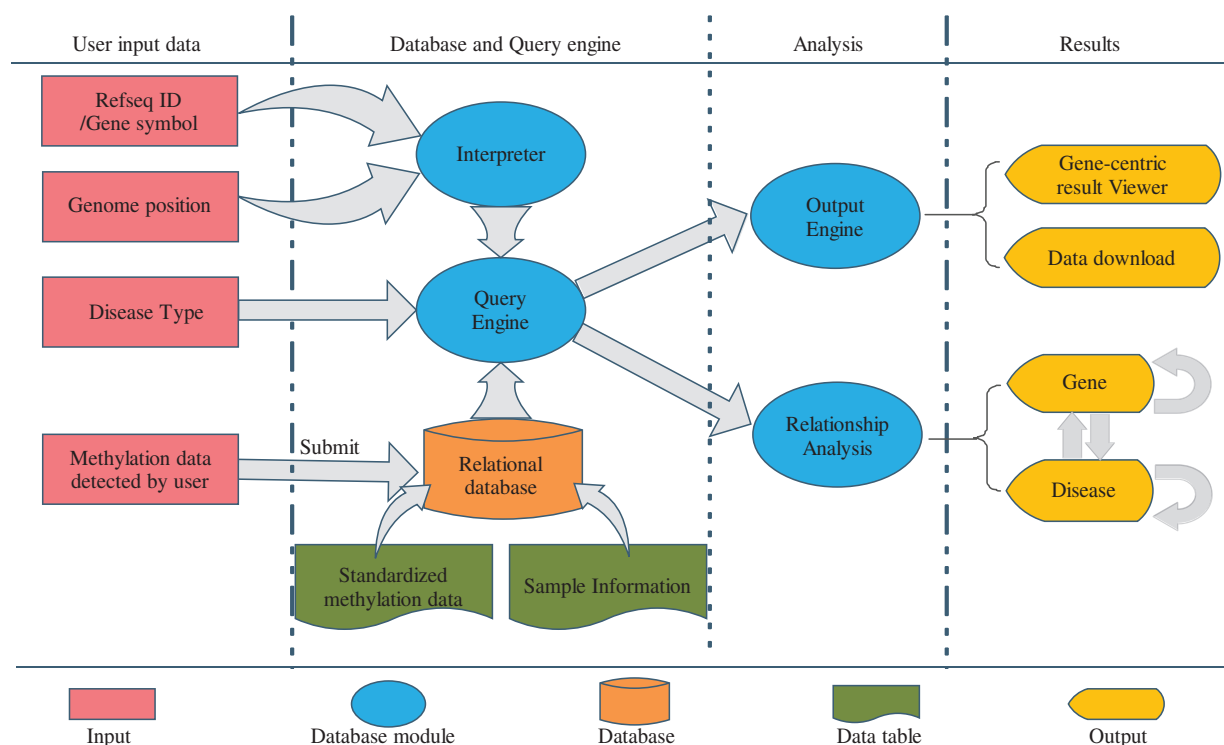 User input data
Database and Query engine
Analysis
Results
Refseq ID
/Gene symbol
Genome position
Disease Type
Methylation data
detected by user
Submit
Interpreter
Query
Engine
Relational
database
Standardized
methylation data
Sample Information
Output
Engine
Relationship
Analysis
Gene-centric
result Viewer
Data download
Gene
Disease
Input
Database module
Database
Data table
Output